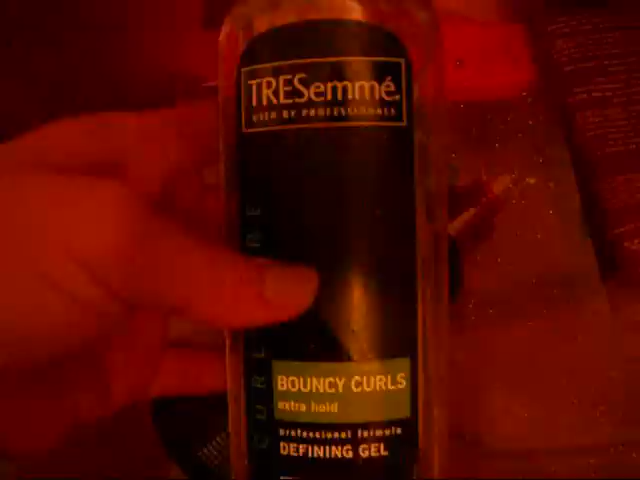 TRESemmé.
USED BY PROFESSIONALS
BOUNCY CURLS
extra hold
professional formula
DEFINING GEL